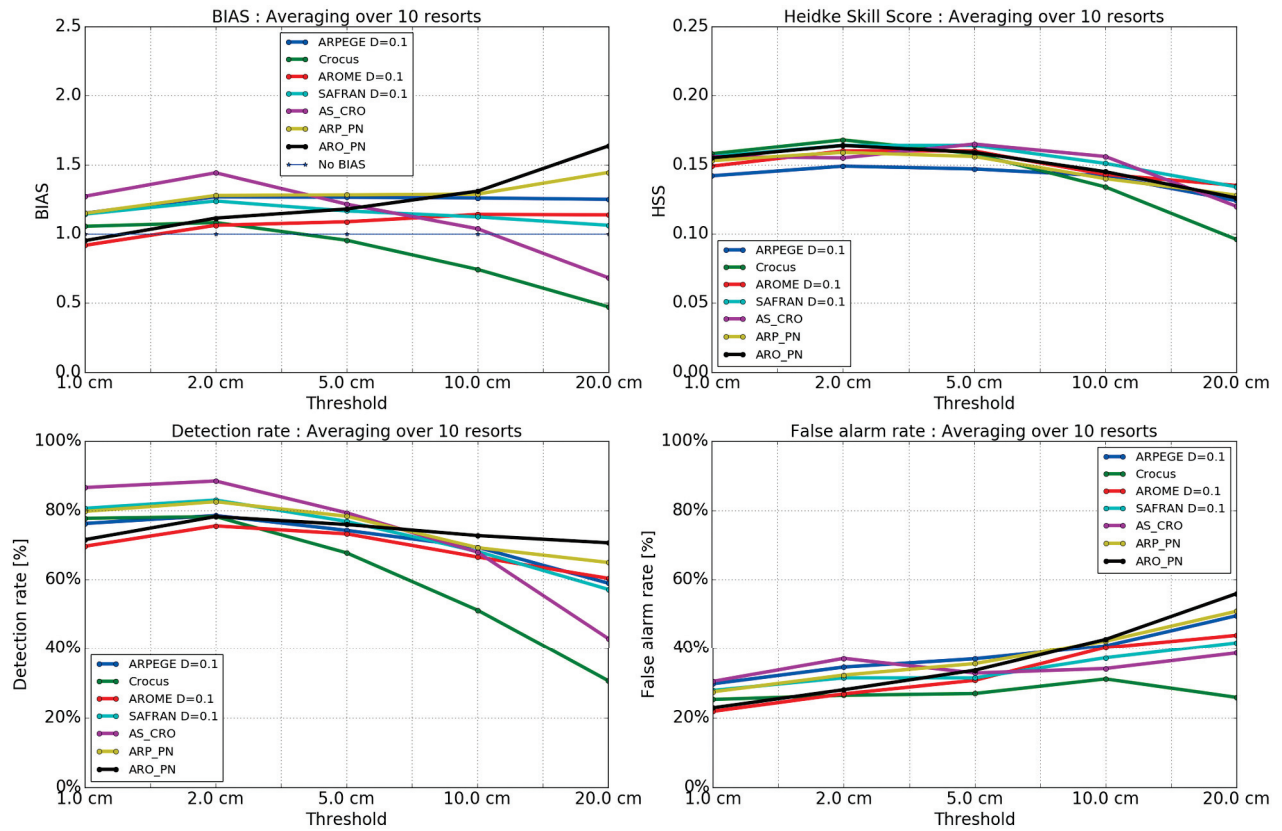 BIAS : Averaging over 10 resorts
2.5
2.0
1.5
1.0
0.5
0.0
BIAS
ARPEGE D=0.1
Crocus
AROME D=0.1
SAFRAN D=0.1
AS_CRO
ARP_PN
ARO_PN
No BIAS
1.0 cm 2.0 cm 5.0 cm 10.0 cm 20.0 cm
Threshold
Heidke Skill Score : Averaging over 10 resorts
0.25
0.20
0.15
0.10
0.05
0.00
HSS
ARPEGE D=0.1
Crocus
AROME D=0.1
SAFRAN D=0.1
AS_CRO
ARP_PN
ARO_PN
1.0 cm 2.0 cm 5.0 cm 10.0 cm 20.0 cm
Threshold
Detection rate : Averaging over 10 resorts
100%
80%
60%
40%
20%
0%
Detection rate [%]
ARPEGE D=0.1
Crocus
AROME D=0.1
SAFRAN D=0.1
AS_CRO
ARP_PN
ARO_PN
1.0 cm 2.0 cm 5.0 cm 10.0 cm 20.0 cm
Threshold
False alarm rate : Averaging over 10 resorts
100%
80%
60%
40%
20%
0%
False alarm rate [%]
ARPEGE D=0.1
Crocus
AROME D=0.1
SAFRAN D=0.1
AS_CRO
ARP_PN
ARO_PN
1.0 cm 2.0 cm 5.0 cm 10.0 cm 20.0 cm
Threshold